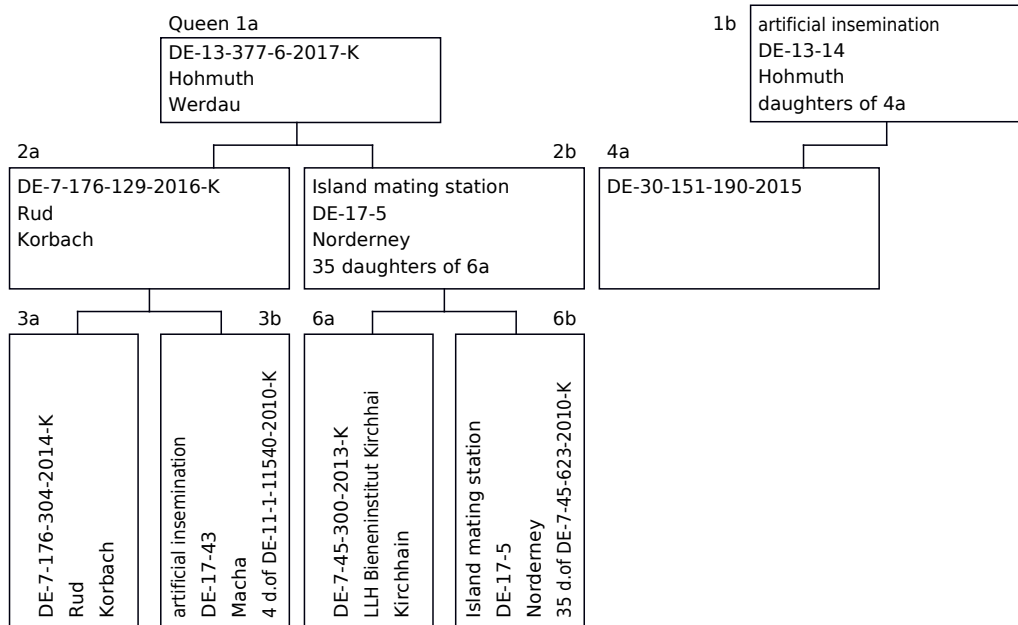 Queen 1a
DE-13-377-6-2017-K
Hohmuth
Werdau
1b
artificial insemination
DE-13-14
Hohmuth
daughters of 4a
2a
DE-7-176-129-2016-K
Rud
Korbach
2b
Island mating station
DE-17-5
Norderney
35 daughters of 6a
4a
DE-30-151-190-2015
3a
DE-7-176-304-2014-K
Rud
Korbach
3b
artificial insemination
DE-17-43
Macha
4 d.of DE-11-1-11540-2010-K
6a
DE-7-45-300-2013-K
LLH Bieneninstitut Kirchhai
Kirchhain
6b
Island mating station
DE-17-5
Norderney
35 d.of DE-7-45-623-2010-K